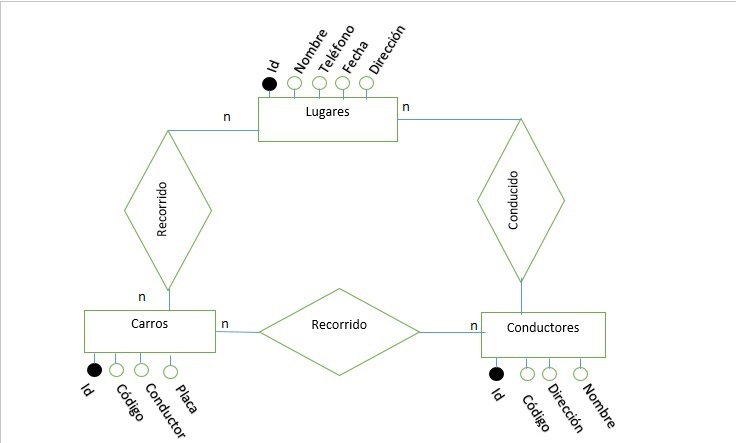 Id
Nombre
Teléfono
Fecha
Dirección
Lugares
n
n
Recorrido
Conducido
n
Carros
n
Recorrido
n
Conductores
Id
Código
Conductor
Placa
Id
Código
Dirección
Nombre